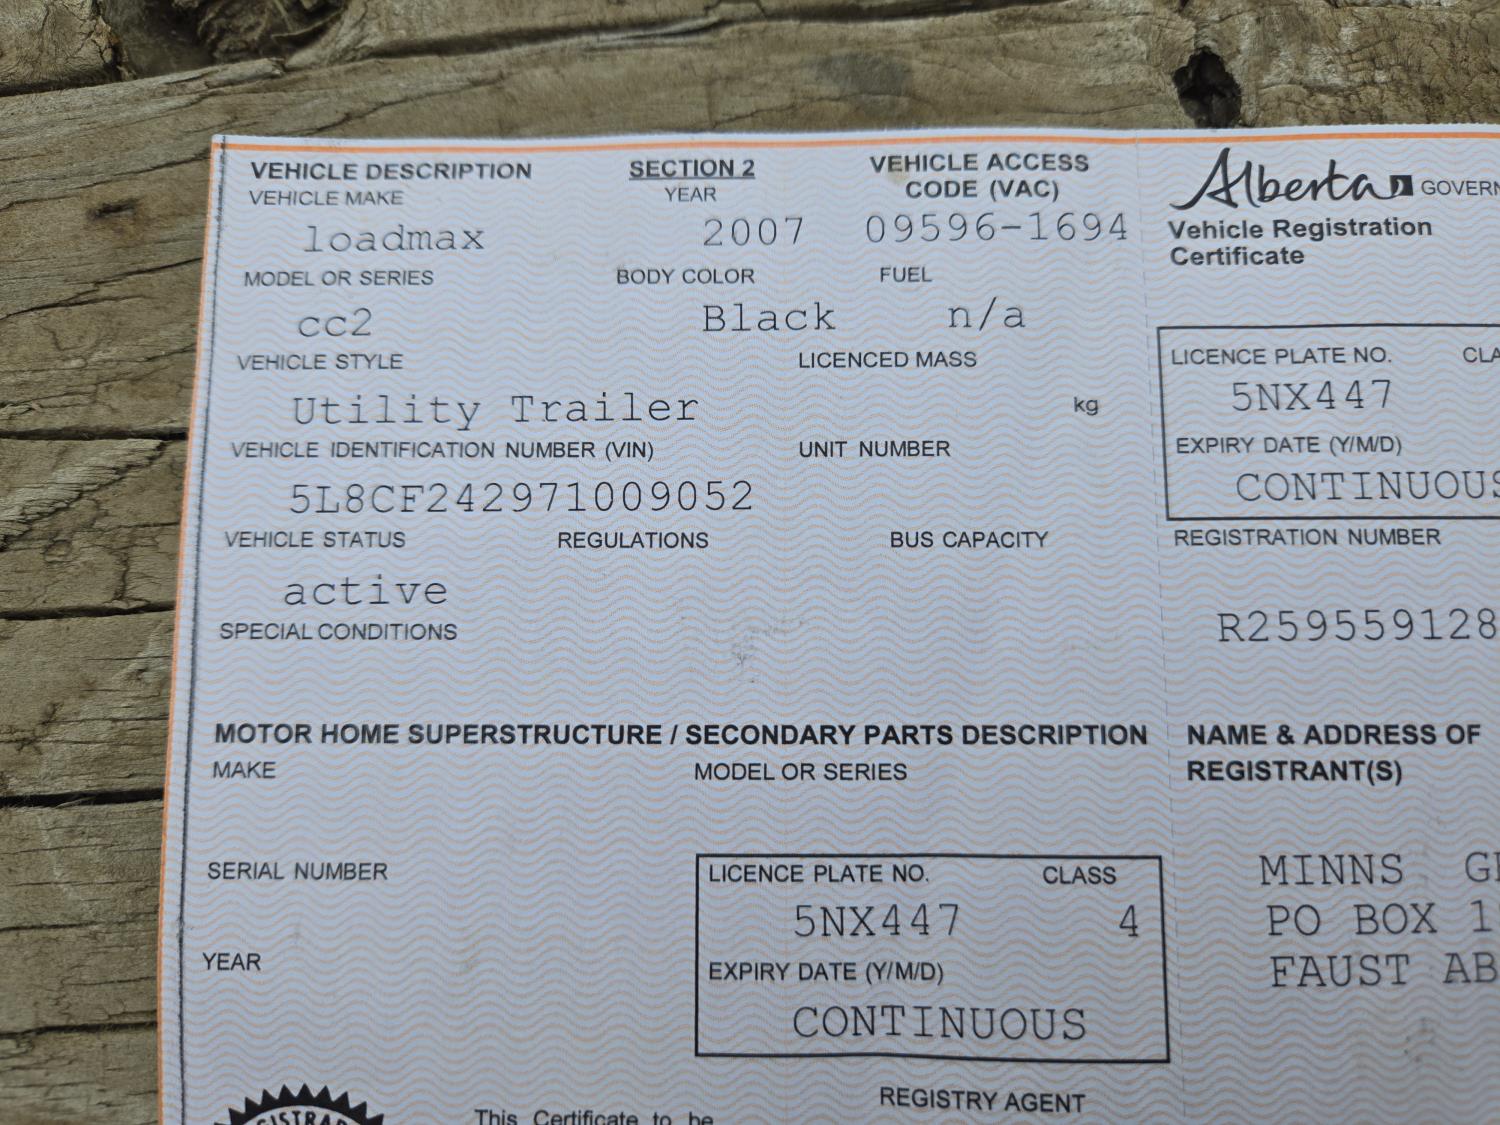 VEHICLE DESCRIPTION SECTION 2 VEHICLE ACCESS CODE (VAC)
VEHICLE MAKE YEAR
loadmax 2007 09596-1694
MODEL OR SERIES BODY COLOR FUEL
cc2 Black n/a
VEHICLE STYLE LICENCED MASS
Utility Trailer kg
VEHICLE IDENTIFICATION NUMBER (VIN) UNIT NUMBER
5L8CF242971009052
VEHICLE STATUS REGULATIONS BUS CAPACITY
active
SPECIAL CONDITIONS
MOTOR HOME SUPERSTRUCTURE / SECONDARY PARTS DESCRIPTION
MAKE MODEL OR SERIES
SERIAL NUMBER
YEAR
LICENCE PLATE NO. CLASS
5NX447 4
EXPIRY DATE (Y/M/D)
CONTINUOUS
REGISTRY AGENT
This Certificate to be
Alberta GOVERN
Vehicle Registration
Certificate
LICENCE PLATE NO. CLA
5NX447
EXPIRY DATE (Y/M/D)
CONTINUOUS
REGISTRATION NUMBER
R259559128
NAME & ADDRESS OF
REGISTRANT(S)
MINNS
PO BOX 1
FAUST AB